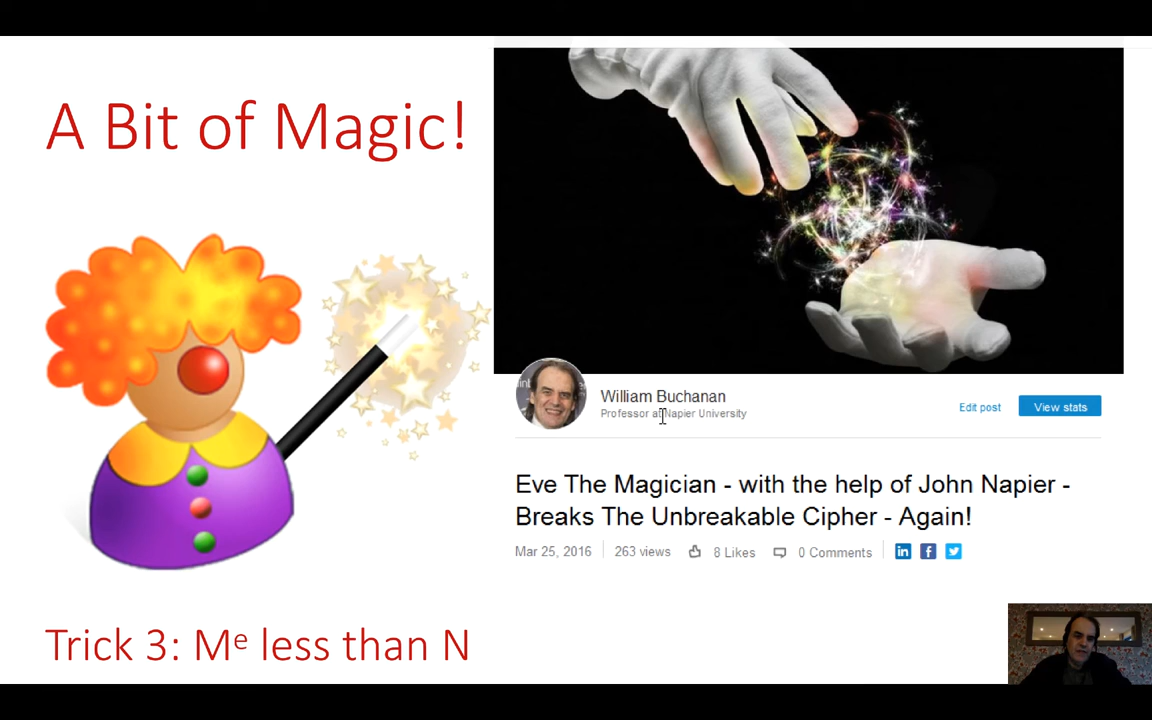 A Bit of Magic!
William Buchanan
Professor at Napier University
Edit post
View stats
Eve The Magician - with the help of John Napier -
Breaks The Unbreakable Cipher - Again!
Mar 25, 2016 263 views 8 Likes 0 Comments
Trick 3: Mᵉ less than N